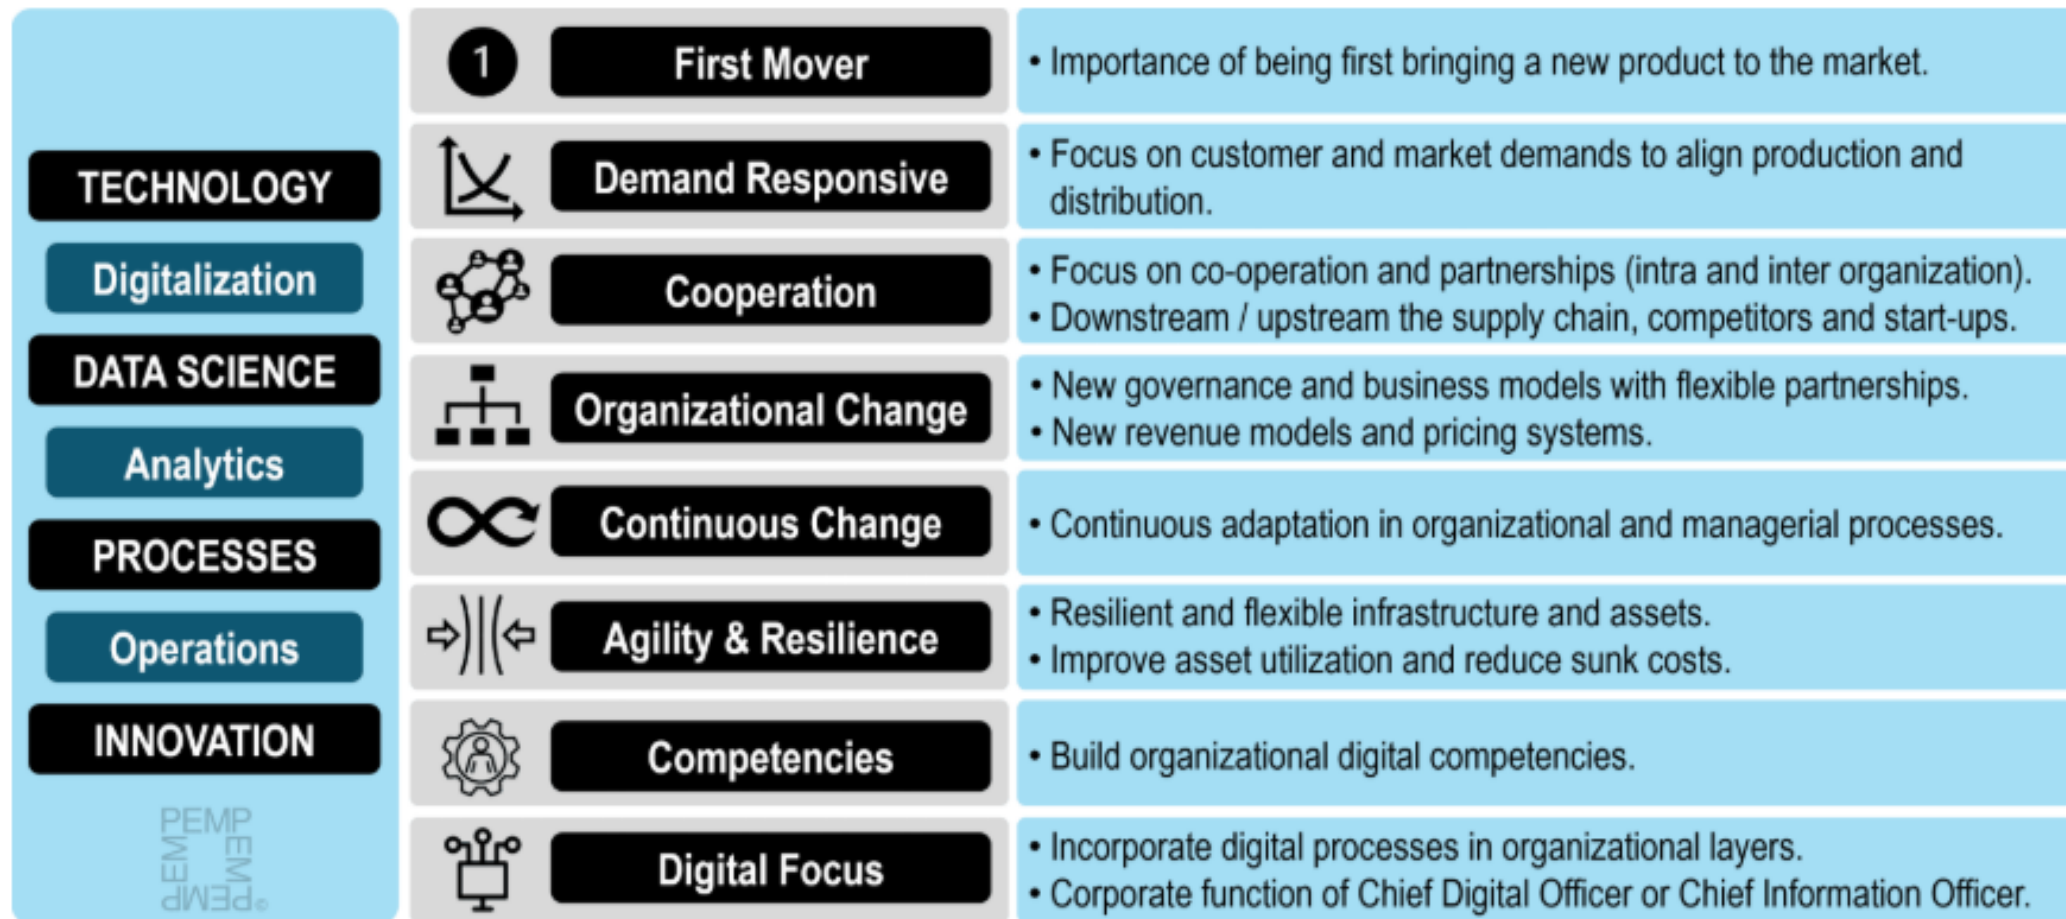 TECHNOLOGY
Digitalization
DATA SCIENCE
Analytics
PROCESSES
Operations
INNOVATION
PEMP
PEMP
PEMP
PEMP©
1
First Mover
• Importance of being first bringing a new product to the market.
Demand Responsive
• Focus on customer and market demands to align production and
distribution.
Cooperation
• Focus on co-operation and partnerships (intra and inter organization).
• Downstream / upstream the supply chain, competitors and start-ups.
Organizational Change
• New governance and business models with flexible partnerships.
• New revenue models and pricing systems.
Continuous Change
• Continuous adaptation in organizational and managerial processes.
Agility & Resilience
• Resilient and flexible infrastructure and assets.
• Improve asset utilization and reduce sunk costs.
Competencies
• Build organizational digital competencies.
Digital Focus
• Incorporate digital processes in organizational layers.
• Corporate function of Chief Digital Officer or Chief Information Officer.